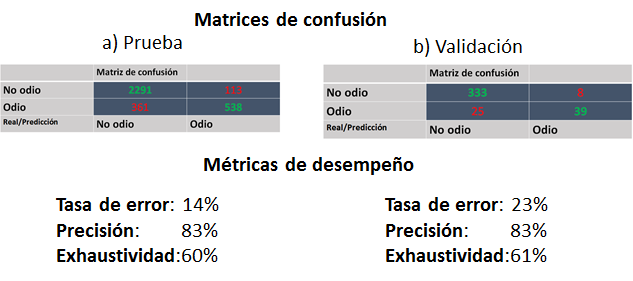 Matrices de confusión
a) Prueba
b) Validación
Matriz de confusión
No odio 2291 113
Odio 538
Real/Predicción No odio Odio
Matriz de confusión
No odio 333 8
Odio 25 39
Real/Predicción No odio Odio
Métricas de desempeño
Tasa de error: 14%
Precisión: 83%
Exhaustividad:60%
Tasa de error: 23%
Precisión: 83%
Exhaustividad:61%